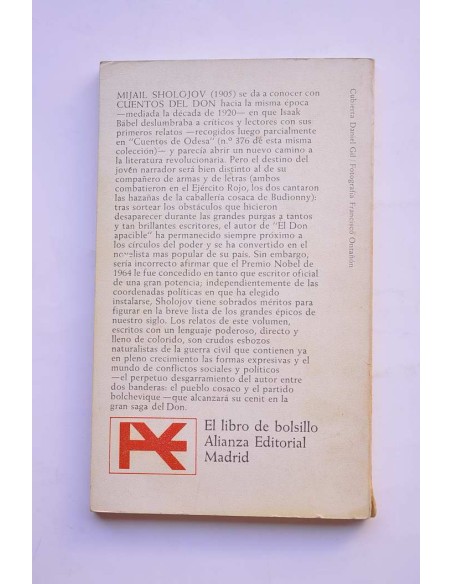 MIJAIL SHOLOJOV (1905) se da a conocer con
CUENTOS DEL DON hacia la misma epoca
—mediada la década de 1920— en que Isaak
Bábel deslumbraba a críticos y lectores con sus
primeros relatos —recogidos luego parcialmente
en "Cuentos de Odesa" (n.º 376 de esta misma
colección)— y parecía abrir un nuevo camino a
la literatura revolucionaria. Pero el destino del
joven narrador será bien distinto al de su
compañero de armas y de letras (ambos
combatieron en el Ejército Rojo, los dos cantaron
las hazañas de la caballería cosaca de Budionny):
tras sortear los obstáculos que hicieron
desaparecer durante las grandes purgas a tantos
y tan brillantes escritores, el autor de "El Don
apacible" ha permanecido siempre próximo a
los círculos del poder y se ha convertido en el
novelista mas popular de su país. Sin embargo,
sería incorrecto afirmar que el Premio Nobel de
1964 le fue concedido en tanto que escritor oficial
de una gran potencia; independientemente de las
coordenadas políticas en que ha elegido
instalarse, Sholojov tiene sobrados méritos para
figurar en la breve lista de los grandes épicos de
nuestro siglo. Los relatos de este volumen,
escritos con un lenguaje poderoso, directo y
lleno de colorido, son crudos esbozos
naturalistas de la guerra civil que contienen ya
en pleno crecimiento las formas expresivas y el
mundo de conflictos sociales y políticos
—el perpetuo desgarramiento del autor entre
dos banderas: el pueblo cosaco y el partido
bolchevique —que alcanzará su cenit en la
gran saga del Don.
El libro de bolsillo
Alianza Editorial
Madrid
Cubierta Daniel Gil / Fotografía Francisco Ontañón